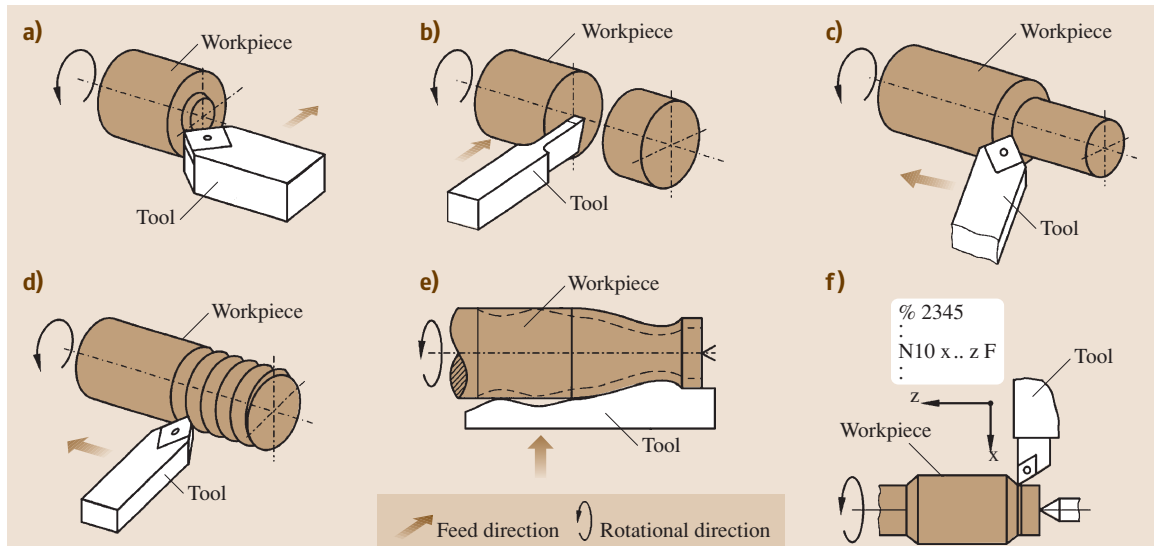 a)
Workpiece
Tool
b)
Workpiece
Tool
c)
Workpiece
Tool
d)
Workpiece
Tool
e)
Workpiece
Tool
f)
% 2345
:
N10 x .. z F
:
Tool
z
x
Workpiece
Feed direction
Rotational direction